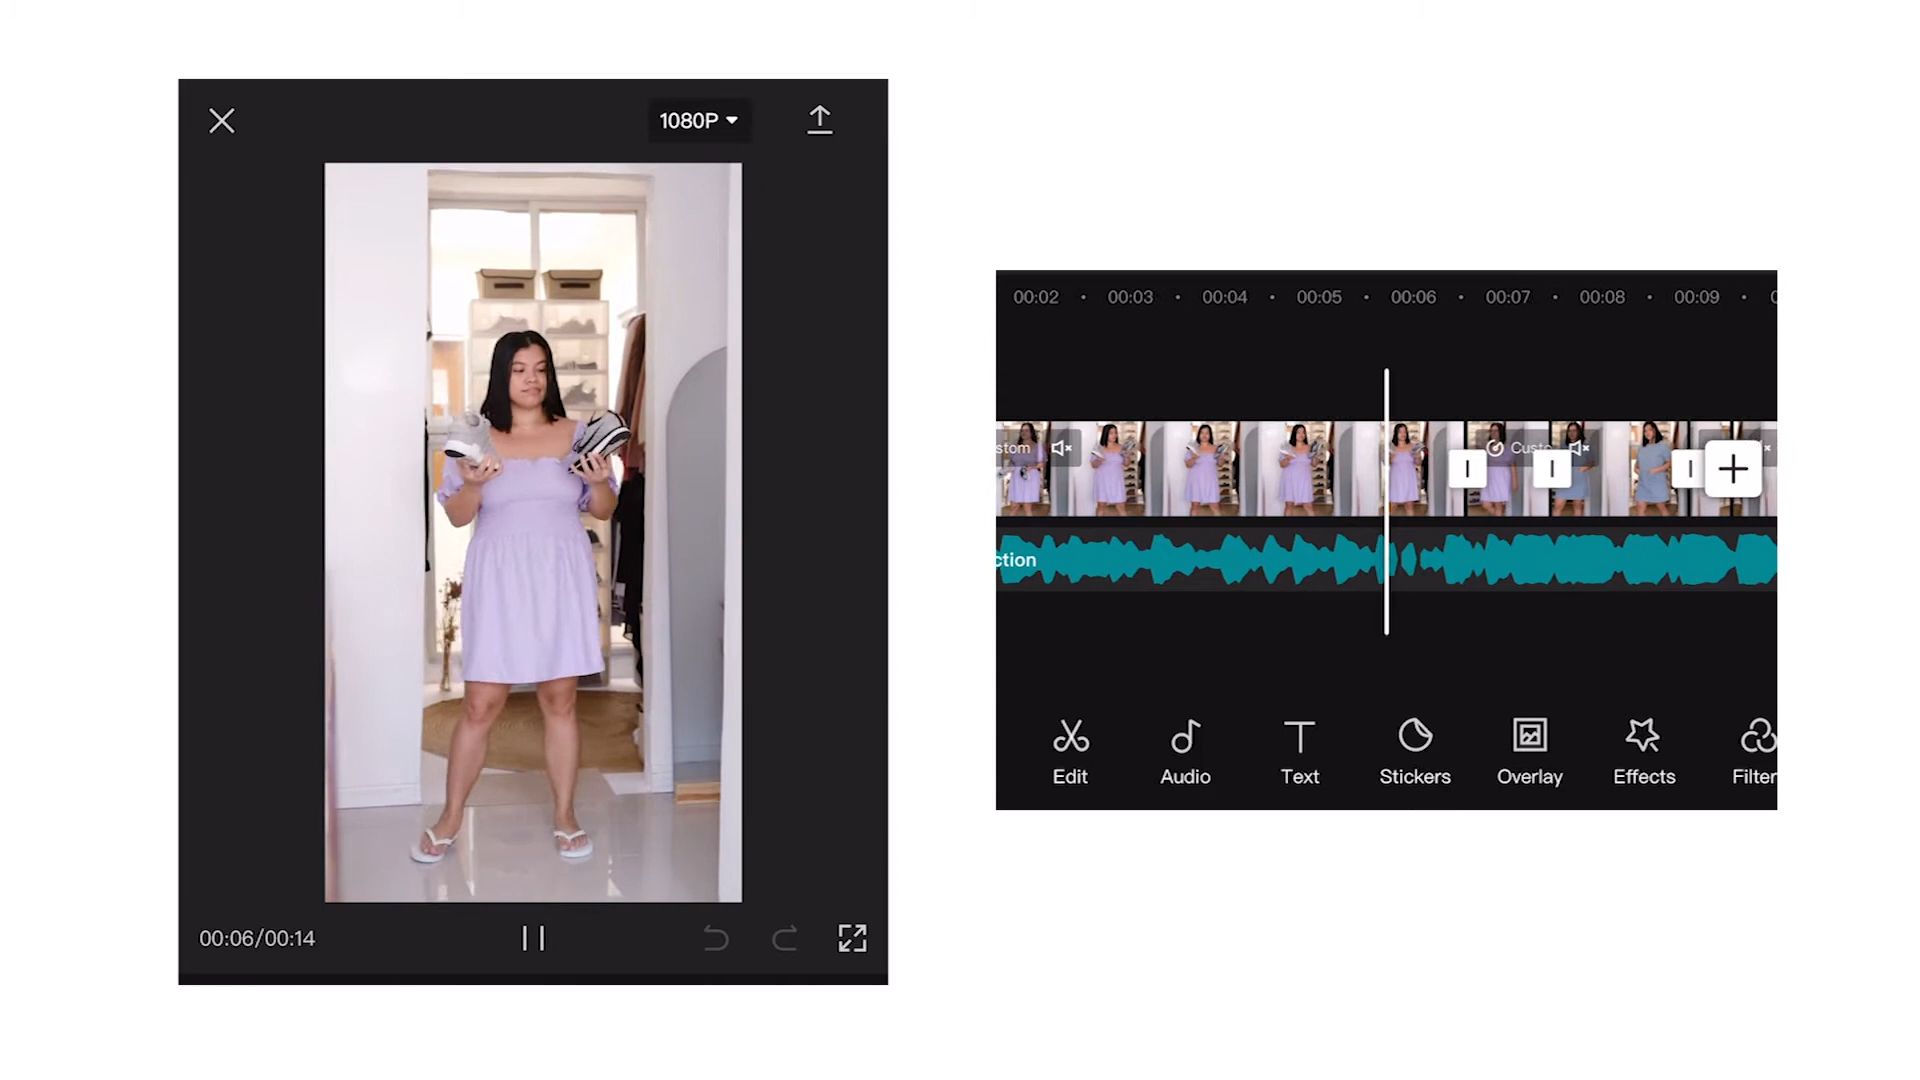 1080P
00:06/00:14
00:02 • 00:03 • 00:04 • 00:05 • 00:06 • 00:07 • 00:08 • 00:09 •
stom
Custo
ction
Edit
Audio
Text
Stickers
Overlay
Effects
Filter